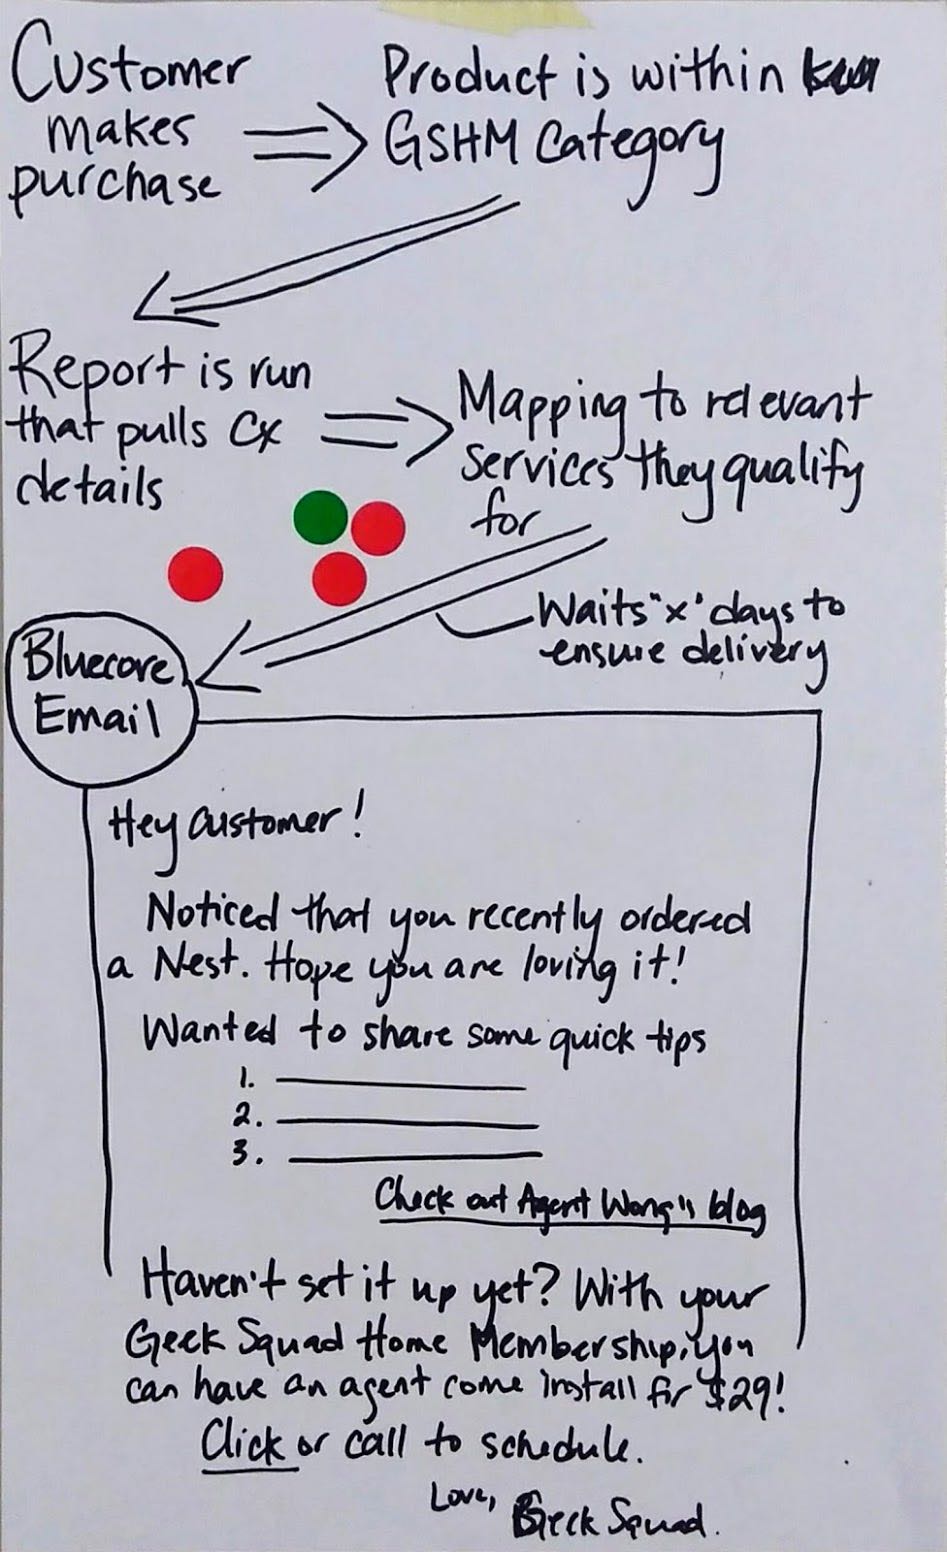 Customer
makes
purchase
Product is within
GSHM Category
Report is run
that pulls Cx
details
Mapping to relevant
services they qualify
for
Waits "x" days to
ensure delivery
Bluecore
Email
Hey customer!
Noticed that you recently ordered
a Nest. Hope you are loving it!
Wanted to share some quick tips
1.
2.
3.
Check out Agent Wong's blog
Haven't set it up yet? With your
Geek Squad Home Membership, you
can have an agent come install for $29!
Click or call to schedule.
Love, Geek Squad.